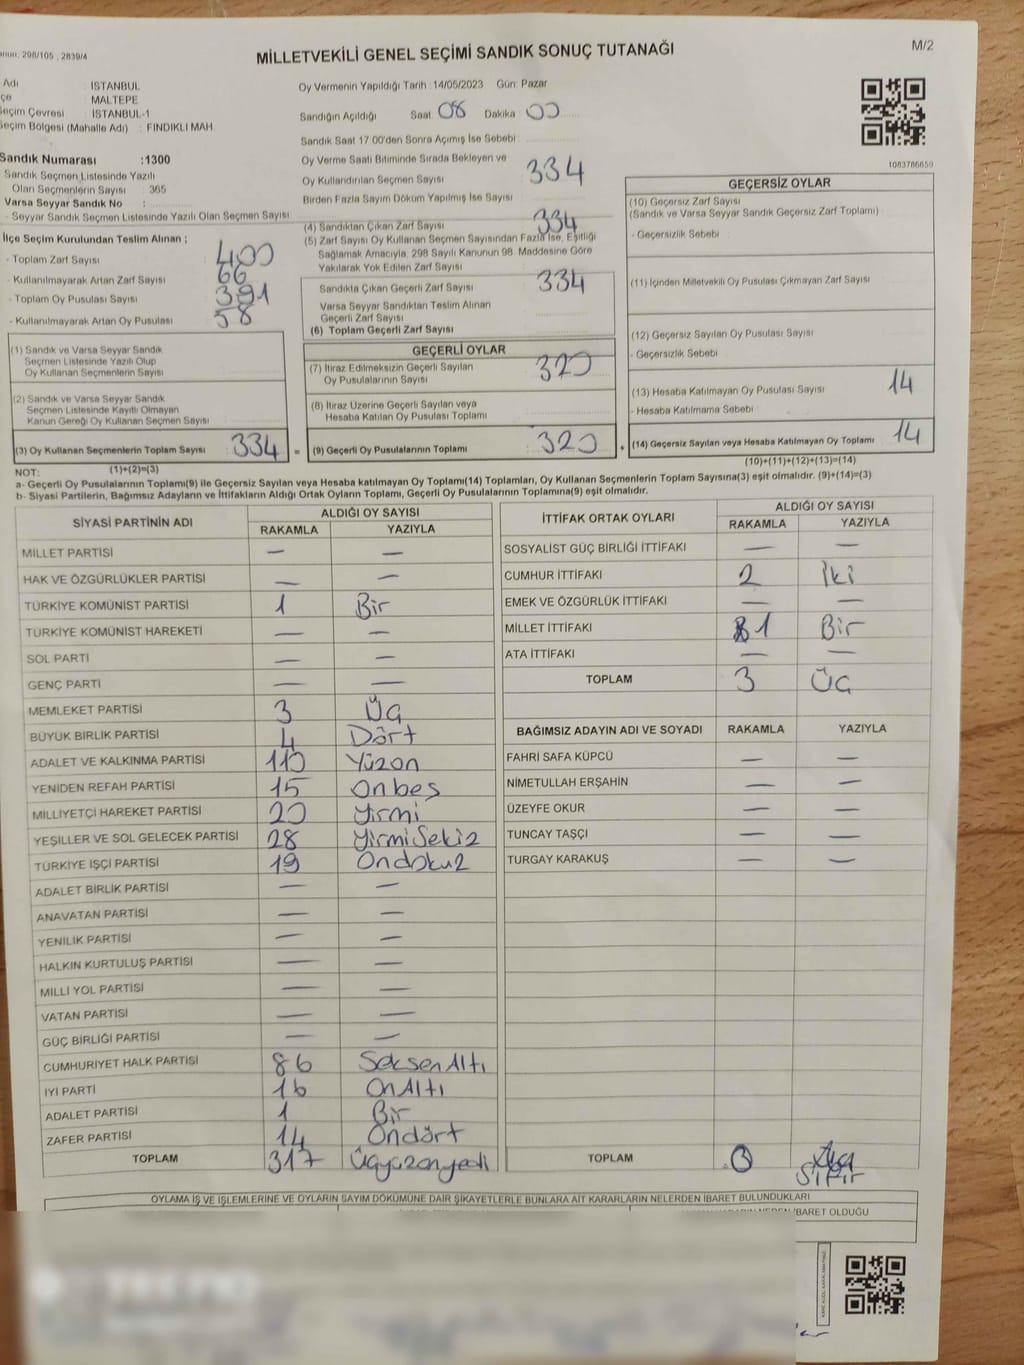 298/105 , 2839/4
MİLLETVEKİLİ GENEL SEÇİMİ SANDIK SONUÇ TUTANAĞI
M/2
Adı : İSTANBUL
MALTEPE
Seçim Çevresi : İSTANBUL-1
Seçim Bölgesi (Mahalle Adı) : FINDIKLI MAH.
Sandık Numarası :1300
Sandık Seçmen Listesinde Yazılı
Olan Seçmenlerin Sayısı : 365
Varsa Seyyar Sandık No :
- Seyyar Sandık Seçmen Listesinde Yazılı Olan Seçmen Sayısı
İlçe Seçim Kurulundan Teslim Alınan ;
- Toplam Zarf Sayısı 400
- Kullanılmayarak Artan Zarf Sayısı 66
- Toplam Oy Pusulası Sayısı 391
- Kullanılmayarak Artan Oy Pusulası 58
Oy Vermenin Yapıldığı Tarih :14/05/2023 Gün: Pazar
Sandığın Açıldığı Saat 08 Dakika : 00
Sandık Saat 17.00'den Sonra Açımış İse Sebebi :
Oy Verme Saati Bitiminde Sırada Bekleyen ve
Oy Kullandırılan Seçmen Sayısı 334
Birden Fazla Sayım Döküm Yapılmış İse Sayısı :
(4) Sandıktan Çıkan Zarf Sayısı 334
(5) Zarf Sayısı Oy Kullanan Seçmen Sayısından Fazla İse, Eşitliği
Sağlamak Amacıyla, 298 Sayılı Kanunun 98. Maddesine Göre
Yakılarak Yok Edilen Zarf Sayısı
Sandıkta Çıkan Geçerli Zarf Sayısı 334
Varsa Seyyar Sandıktan Teslim Alınan
Geçerli Zarf Sayısı
(6) Toplam Geçerli Zarf Sayısı
GEÇERSİZ OYLAR
1083786659
(10) Geçersiz Zarf Sayısı
(Sandık ve Varsa Seyyar Sandık Geçersiz Zarf Toplamı)
- Geçersizlik Sebebi :
(11) İçinden Milletvekili Oy Pusulası Çıkmayan Zarf Sayısı
(12) Geçersiz Sayılan Oy Pusulası Sayısı
- Geçersizlik Sebebi
(13) Hesaba Katılmayan Oy Pusulası Sayısı 14
- Hesaba Katılmama Sebebi
(14) Geçersiz Sayılan veya Hesaba Katılmayan Oy Toplamı 14
(10)+(11)+(12)+(13)=(14)
(1) Sandık ve Varsa Seyyar Sandık
Seçmen Listesinde Yazılı Olup
Oy Kullanan Seçmenlerin Sayısı
(2) Sandık ve Varsa Seyyar Sandık
Seçmen Listesinde Kayıtlı Olmayan
Kanun Gereği Oy Kullanan Seçmen Sayısı
(3) Oy Kullanan Seçmenlerin Toplam Sayısı : 334 =
(1)+(2)=(3)
GEÇERLİ OYLAR
(7) İtiraz Edilmeksizin Geçerli Sayılan
Oy Pusulalarının Sayısı 320
(8) İtiraz Üzerine Geçerli Sayılan veya
Hesaba Katılan Oy Pusulası Toplamı
(9) Geçerli Oy Pusulalarının Toplamı : 320 +
NOT:
a- Geçerli Oy Pusulalarının Toplamı(9) ile Geçersiz Sayılan veya Hesaba katılmayan Oy Toplamı(14) Toplamları, Oy Kullanan Seçmenlerin Toplam Sayısına(3) eşit olmalıdır. (9)+(14)=(3)
b- Siyasi Partilerin, Bağımsız Adayların ve İttifakların Aldığı Ortak Oyların Toplamı, Geçerli Oy Pusulalarının Toplamına(9) eşit olmalıdır.
SİYASİ PARTİNİN ADI ALDIĞI OY SAYISI
RAKAMLA YAZIYLA
MİLLET PARTİSİ — —
HAK VE ÖZGÜRLÜKLER PARTİSİ — —
TÜRKİYE KOMÜNİST PARTİSİ 1 Bir
TÜRKİYE KOMÜNİST HAREKETİ — —
SOL PARTİ — —
GENÇ PARTİ — —
MEMLEKET PARTİSİ 3 Üç
BÜYÜK BİRLİK PARTİSİ 4 Dört
ADALET VE KALKINMA PARTİSİ 110 Yüzon
YENİDEN REFAH PARTİSİ 15 onbeş
MİLLİYETÇİ HAREKET PARTİSİ 20 yirmi
YEŞİLLER VE SOL GELECEK PARTİSİ 28 yirmiSekiz
TÜRKİYE İŞÇİ PARTİSİ 19 Ondokuz
ADALET BİRLİK PARTİSİ — —
ANAVATAN PARTİSİ — —
YENİLİK PARTİSİ — —
HALKIN KURTULUŞ PARTİSİ — —
MİLLİ YOL PARTİSİ — —
VATAN PARTİSİ — —
GÜÇ BİRLİĞİ PARTİSİ — —
CUMHURİYET HALK PARTİSİ 86 SeksenAltı
İYİ PARTİ 16 OnAltı
ADALET PARTİSİ 1 Bir
ZAFER PARTİSİ 14 Ondört
TOPLAM 317 üçyüzonyedi
İTTİFAK ORTAK OYLARI ALDIĞI OY SAYISI
RAKAMLA YAZIYLA
SOSYALİST GÜÇ BİRLİĞİ İTTİFAKI — —
CUMHUR İTTİFAKI 2 İki
EMEK VE ÖZGÜRLÜK İTTİFAKI — —
MİLLET İTTİFAKI 1 Bir
ATA İTTİFAKI — —
TOPLAM 3 Üç
BAĞIMSIZ ADAYIN ADI VE SOYADI RAKAMLA YAZIYLA
FAHRİ SAFA KÜPCÜ — —
NİMETULLAH ERŞAHİN — —
ÜZEYFE OKUR — —
TUNCAY TAŞÇI — —
TURGAY KARAKUŞ — —
TOPLAM 0 Sıfır
OYLAMA İŞ VE İŞLEMLERİNE VE OYLARIN SAYIM DÖKÜMÜNE DAİR ŞİKAYETLERLE BUNLARA AİT KARARLARIN NELERDEN İBARET BULUNDUKLARI
İBARET OLDUĞU